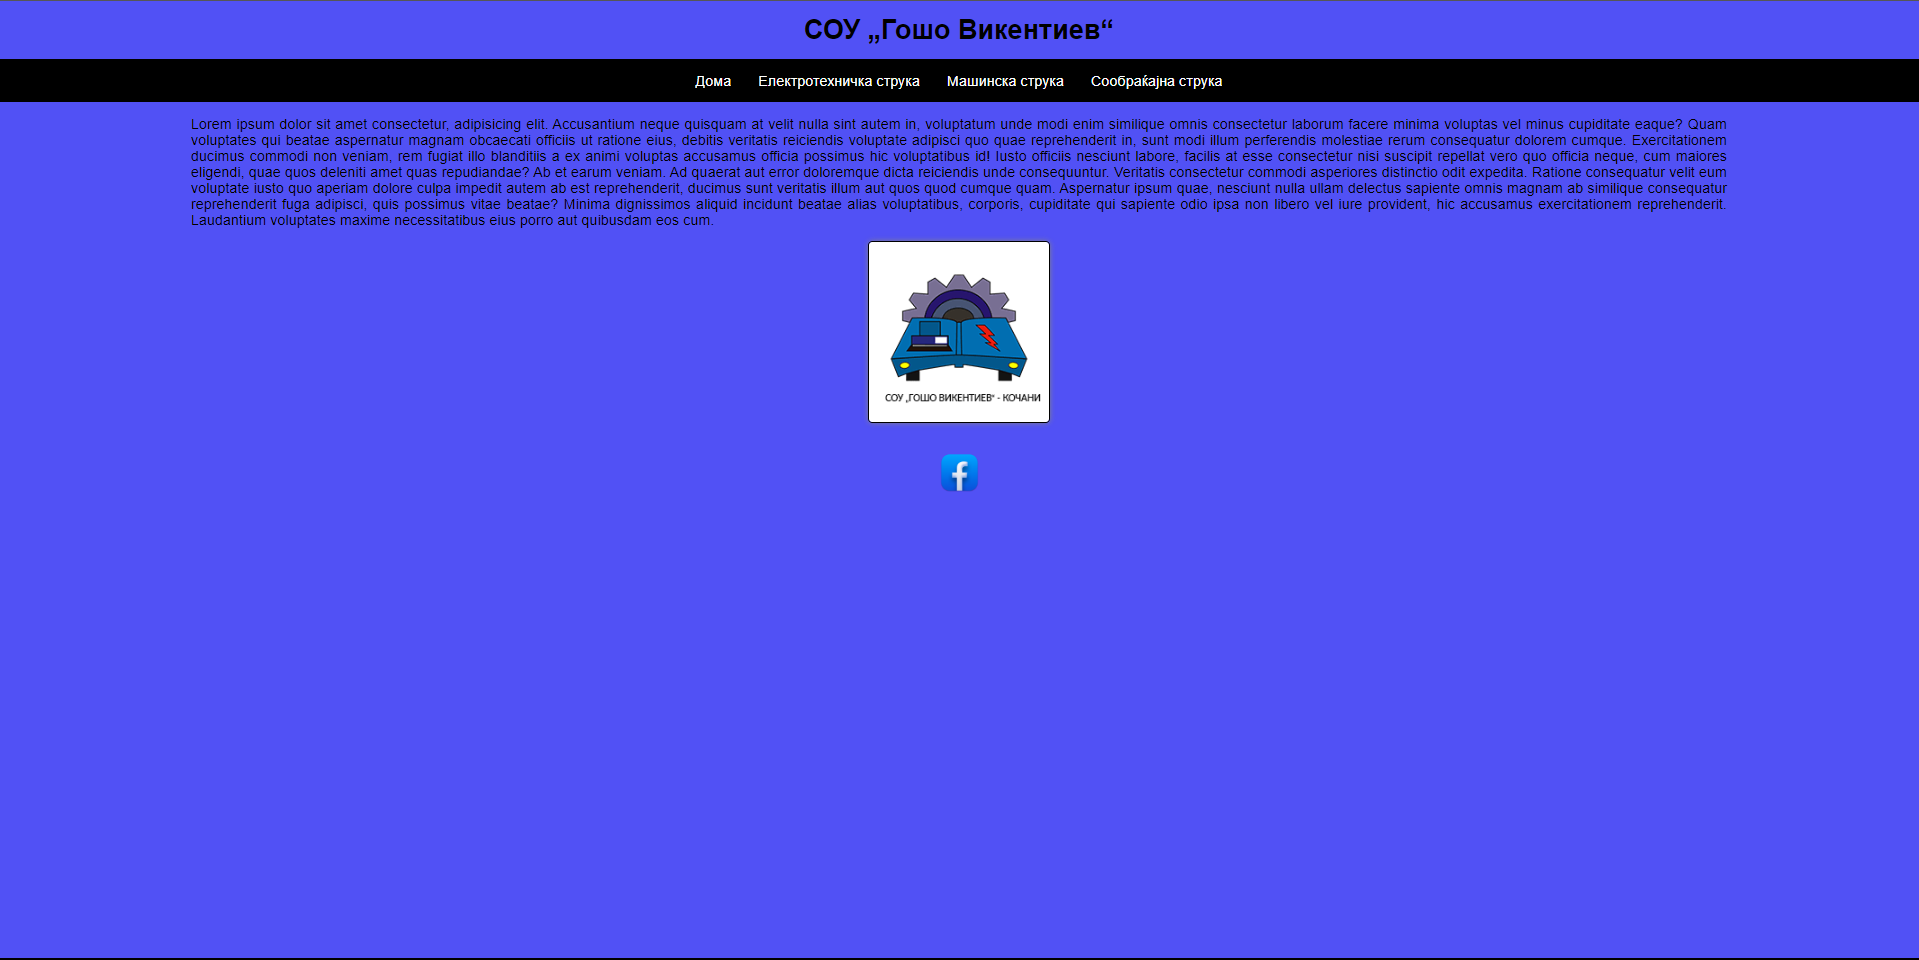 СОУ „Гошо Викентиев“
Дома Електротехничка струка Машинска струка Сообраќајна струка
Lorem ipsum dolor sit amet consectetur, adipisicing elit. Accusantium neque quisquam at velit nulla sint autem in, voluptatum unde modi enim similique omnis consectetur laborum facere minima voluptas vel minus cupiditate eaque? Quam
voluptates qui beatae aspernatur magnam obcaecati officiis ut ratione eius, debitis veritatis reiciendis voluptate adipisci quo quae reprehenderit in, sunt modi illum perferendis molestiae rerum consequatur dolorem cumque. Exercitationem
ducimus commodi non veniam, rem fugiat illo blanditiis a ex animi voluptas accusamus officia possimus hic voluptatibus id! Iusto officiis nesciunt labore, facilis at esse consectetur nisi suscipit repellat vero quo officia neque, cum maiores
eligendi, quae quos deleniti amet quas repudiandae? Ab et earum veniam. Ad quaerat aut error doloremque dicta reiciendis unde consequuntur. Veritatis consectetur commodi asperiores distinctio odit expedita. Ratione consequatur velit eum
voluptate iusto quo aperiam dolore culpa impedit autem ab est reprehenderit, ducimus sunt veritatis illum aut quos quod cumque quam. Aspernatur ipsum quae, nesciunt nulla ullam delectus sapiente omnis magnam ab similique consequatur
reprehenderit fuga adipisci, quis possimus vitae beatae? Minima dignissimos aliquid incidunt beatae alias voluptatibus, corporis, cupiditate qui sapiente odio ipsa non libero vel iure provident, hic accusamus exercitationem reprehenderit.
Laudantium voluptates maxime necessitatibus eius porro aut quibusdam eos cum.
СОУ „ГОШО ВИКЕНТИЕВ“ - КОЧАНИ